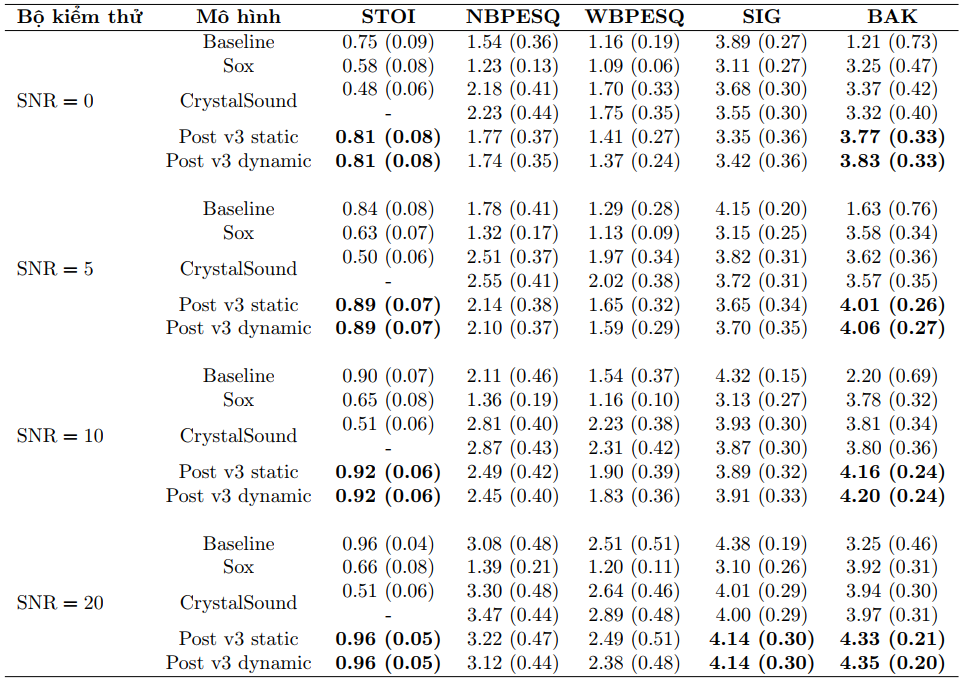 Bộ kiểm thử Mô hình STOI NBPESQ WBPESQ SIG BAK
Baseline 0.75 (0.09) 1.54 (0.36) 1.16 (0.19) 3.89 (0.27) 1.21 (0.73)
Sox 0.58 (0.08) 1.23 (0.13) 1.09 (0.06) 3.11 (0.27) 3.25 (0.47)
SNR = 0 CrystalSound 0.48 (0.06) 2.18 (0.41) 1.70 (0.33) 3.68 (0.30) 3.37 (0.42)
- 2.23 (0.44) 1.75 (0.35) 3.55 (0.30) 3.32 (0.40)
Post v3 static 0.81 (0.08) 1.77 (0.37) 1.41 (0.27) 3.35 (0.36) 3.77 (0.33)
Post v3 dynamic 0.81 (0.08) 1.74 (0.35) 1.37 (0.24) 3.42 (0.36) 3.83 (0.33)
Baseline 0.84 (0.08) 1.78 (0.41) 1.29 (0.28) 4.15 (0.20) 1.63 (0.76)
Sox 0.63 (0.07) 1.32 (0.17) 1.13 (0.09) 3.15 (0.25) 3.58 (0.34)
SNR = 5 CrystalSound 0.50 (0.06) 2.51 (0.37) 1.97 (0.34) 3.82 (0.31) 3.62 (0.36)
- 2.55 (0.41) 2.02 (0.38) 3.72 (0.31) 3.57 (0.35)
Post v3 static 0.89 (0.07) 2.14 (0.38) 1.65 (0.32) 3.65 (0.34) 4.01 (0.26)
Post v3 dynamic 0.89 (0.07) 2.10 (0.37) 1.59 (0.29) 3.70 (0.35) 4.06 (0.27)
Baseline 0.90 (0.07) 2.11 (0.46) 1.54 (0.37) 4.32 (0.15) 2.20 (0.69)
Sox 0.65 (0.08) 1.36 (0.19) 1.16 (0.10) 3.13 (0.27) 3.78 (0.32)
SNR = 10 CrystalSound 0.51 (0.06) 2.81 (0.40) 2.23 (0.38) 3.93 (0.30) 3.81 (0.34)
- 2.87 (0.43) 2.31 (0.42) 3.87 (0.30) 3.80 (0.36)
Post v3 static 0.92 (0.06) 2.49 (0.42) 1.90 (0.39) 3.89 (0.32) 4.16 (0.24)
Post v3 dynamic 0.92 (0.06) 2.45 (0.40) 1.83 (0.36) 3.91 (0.33) 4.20 (0.24)
Baseline 0.96 (0.04) 3.08 (0.48) 2.51 (0.51) 4.38 (0.19) 3.25 (0.46)
Sox 0.66 (0.08) 1.39 (0.21) 1.20 (0.11) 3.10 (0.26) 3.92 (0.31)
SNR = 20 CrystalSound 0.51 (0.06) 3.30 (0.48) 2.64 (0.46) 4.01 (0.29) 3.94 (0.30)
- 3.47 (0.44) 2.89 (0.48) 4.00 (0.29) 3.97 (0.31)
Post v3 static 0.96 (0.05) 3.22 (0.47) 2.49 (0.51) 4.14 (0.30) 4.33 (0.21)
Post v3 dynamic 0.96 (0.05) 3.12 (0.44) 2.38 (0.48) 4.14 (0.30) 4.35 (0.20)